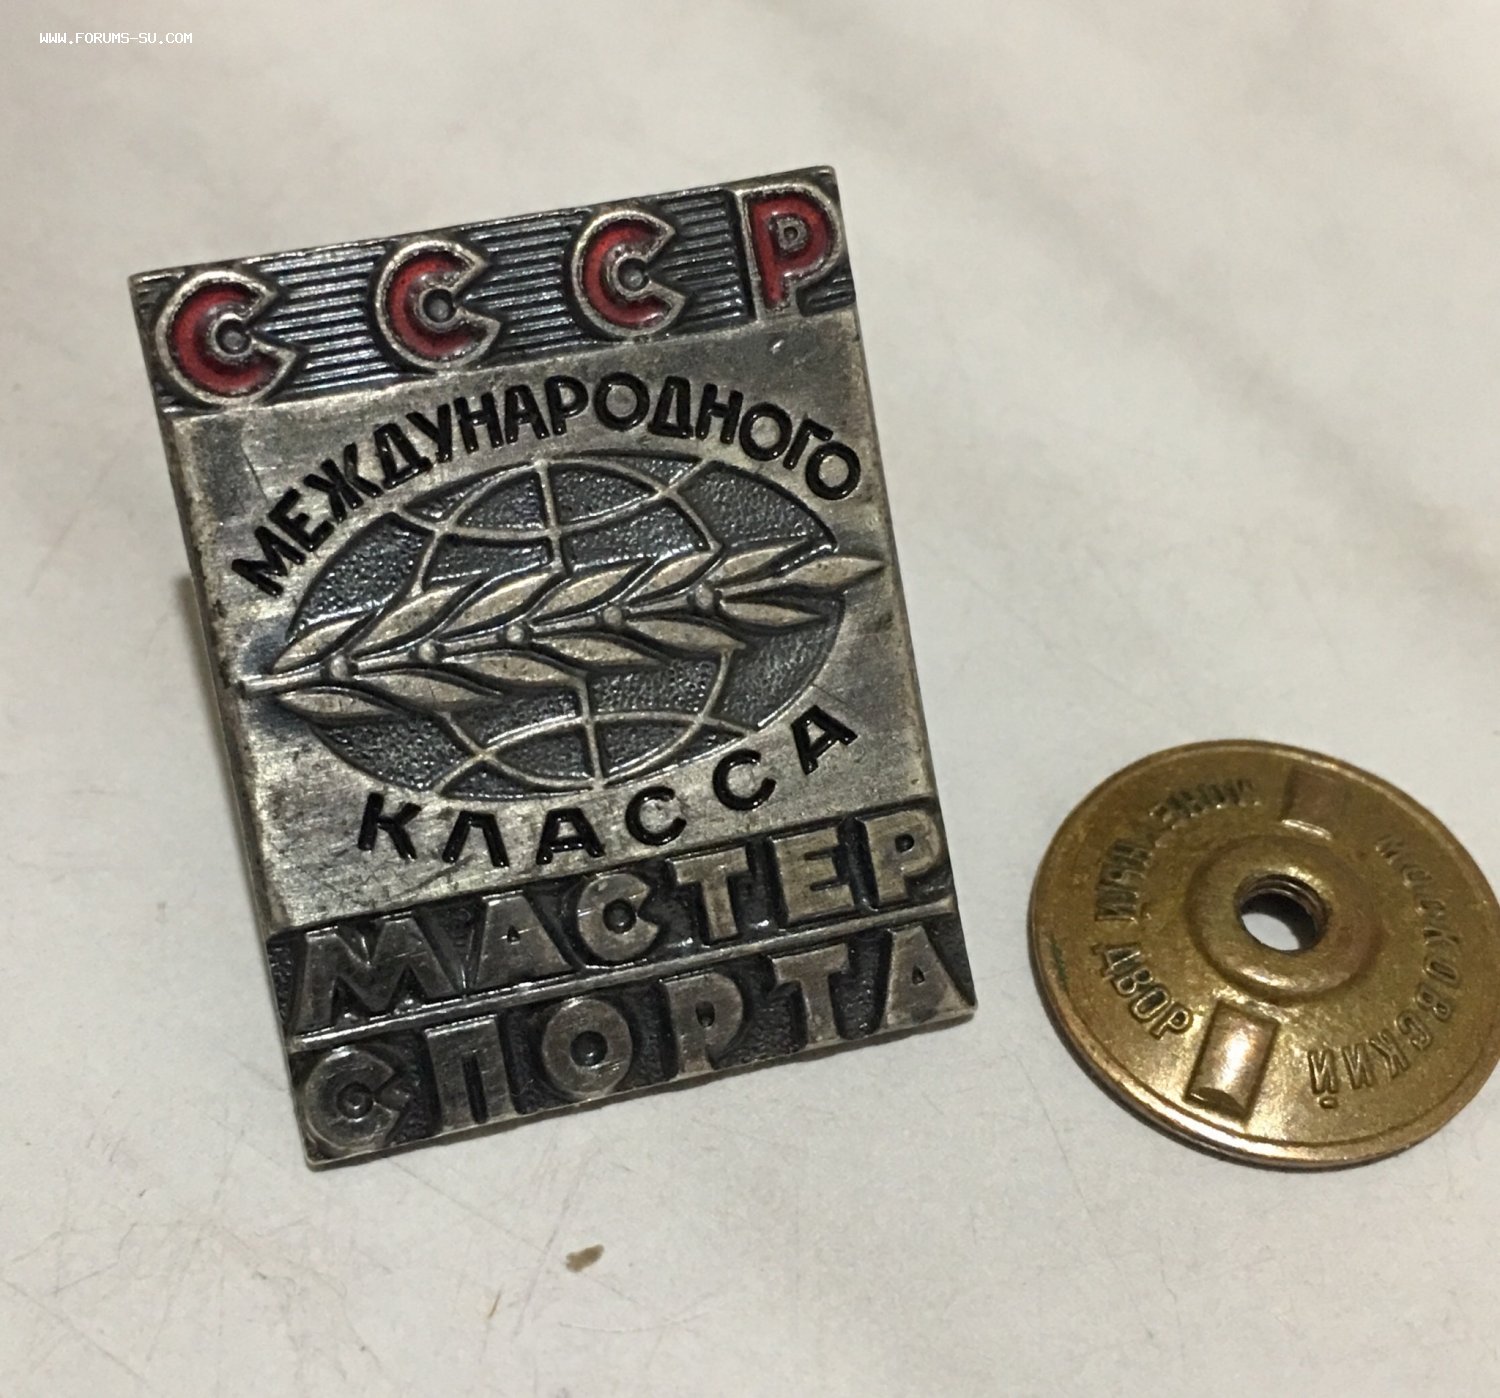 WWW.FORUMS-SU.COM
СССР
МЕЖДУНАРОДНОГО
КЛАССА
МАСТЕР
СПОРТА
МОСКОВСКИЙ
МОНЕТНЫЙ
ДВОР